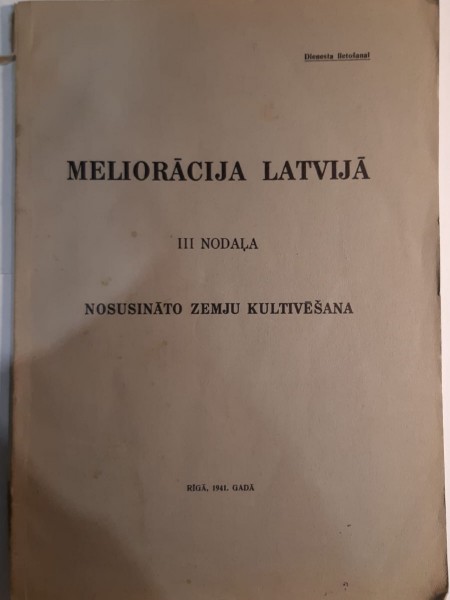 Dienesta lietošanai
MELIORĀCIJA LATVIJĀ
III NODAĻA
NOSUSINĀTO ZEMJU KULTIVĒŠANA
RĪGĀ, 1941. GADĀ